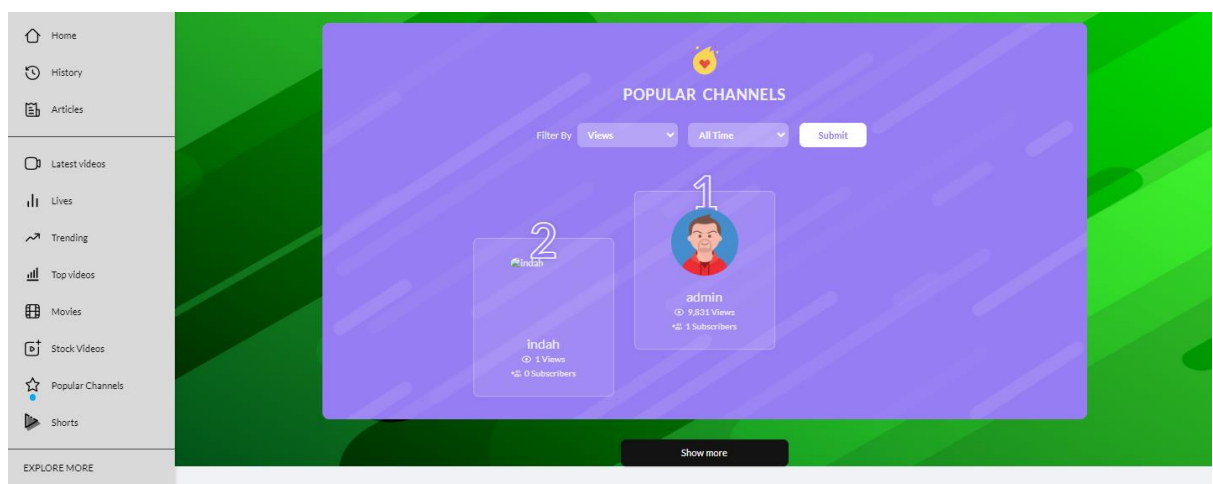 Home
History
Articles
Latest videos
Lives
Trending
Top videos
Movies
Stock Videos
Popular Channels
Shorts
EXPLORE MORE
POPULAR CHANNELS
Filter By Views All Time Submit
1
admin
9,831 Views
1 Subscribers
2
indah
indah
1 Views
0 Subscribers
Show more